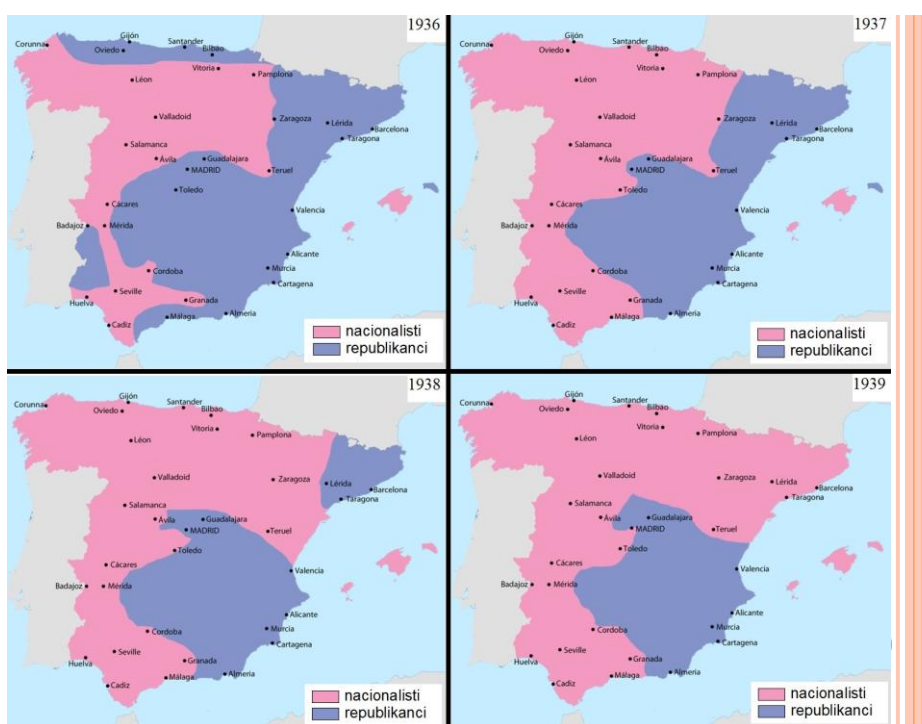 1936
Corunna
Gijón
Oviedo
Santander
Bilbao
Vitoria
Pamplona
Léon
Valladoid
Zaragoza
Lérida
Barcelona
Tarragona
Salamanca
Ávila
Guadalajara
MADRID
Teruel
Toledo
Cácares
Valencia
Badajoz
Mérida
Alicante
Murcia
Cartagena
Cordoba
Seville
Huelva
Granada
Málaga
Almeria
Cadiz
nacionalisti
republikanci
1937
Corunna
Gijón
Oviedo
Santander
Bilbao
Vitoria
Pamplona
Léon
Valladoid
Zaragoza
Lérida
Barcelona
Taragona
Salamanca
Ávila
Guadalajara
MADRID
Teruel
Toledo
Cácares
Valencia
Badajoz
Mérida
Alicante
Murcia
Cartagena
Cordoba
Seville
Huelva
Granada
Málaga
Almeria
Cadiz
nacionalisti
republikanci
1938
Corunna
Gijón
Oviedo
Santander
Bilbao
Vitoria
Pamplona
Léon
Valladoid
Zaragoza
Lérida
Barcelona
Taragona
Salamanca
Ávila
Guadalajara
MADRID
Teruel
Toledo
Cácares
Valencia
Badajoz
Mérida
Alicante
Murcia
Cartagena
Cordoba
Seville
Huelva
Granada
Málaga
Almeria
Cadiz
nacionalisti
republikanci
1939
Corunna
Gijón
Oviedo
Santander
Bilbao
Vitoria
Pamplona
Léon
Valladoid
Zaragoza
Lérida
Barcelona
Taragona
Salamanca
Ávila
Guadalajara
MADRID
Teruel
Toledo
Cácares
Valencia
Badajoz
Mérida
Alicante
Murcia
Cartagena
Cordoba
Seville
Huelva
Granada
Málaga
Almeria
Cadiz
nacionalisti
republikanci